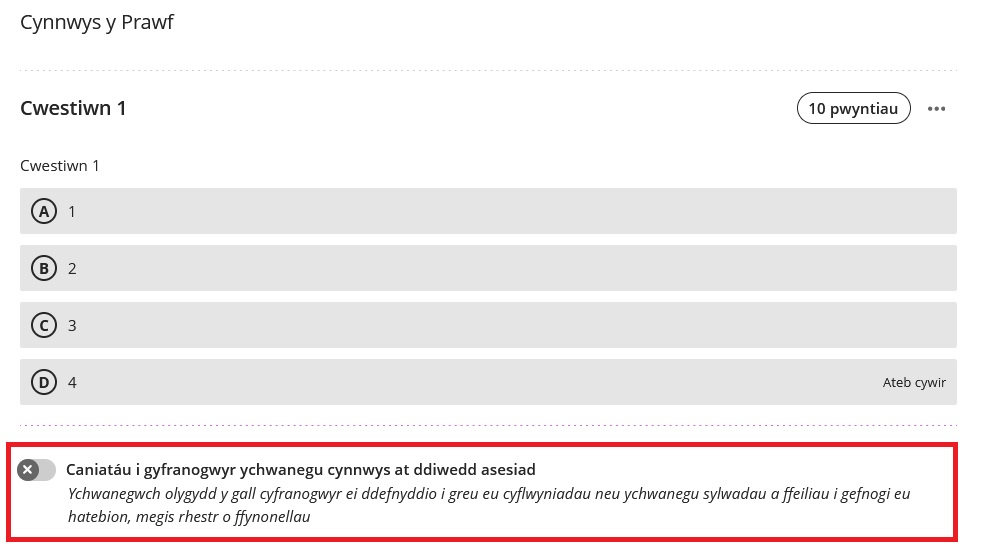 Cynnwys y Prawf
Cwestiwn 1
10 pwyntiau
Cwestiwn 1
A 1
B 2
C 3
D 4 Ateb cywir
Caniatáu i gyfranogwyr ychwanegu cynnwys at ddiwedd asesiad
Ychwanegwch olygydd y gall cyfranogwyr ei ddefnyddio i greu eu cyflwyniadau neu ychwanegu sylwadau a ffeiliau i gefnogi eu
hatebion, megis rhestr o ffynonellau